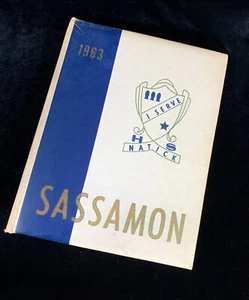 1963
I SERVE
H S
NATICK
SASSAMON